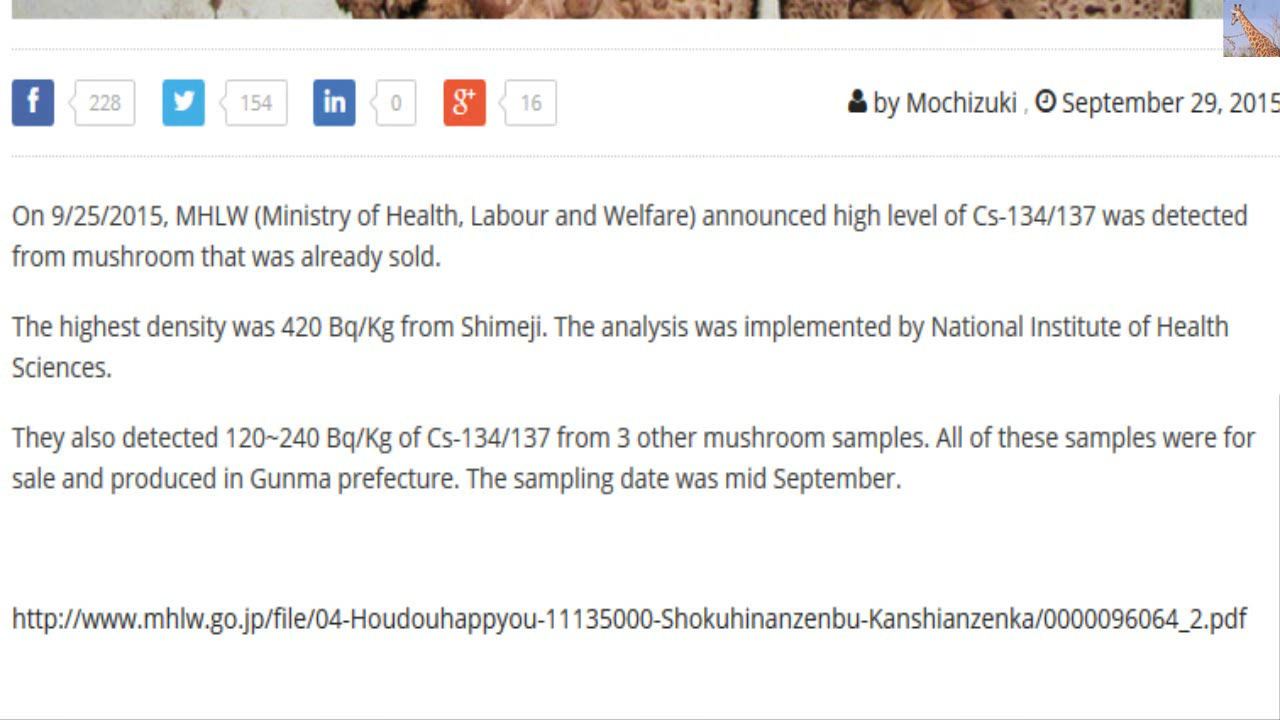 f 228 154 in 0 g+ 16 by Mochizuki , September 29, 2015
On 9/25/2015, MHLW (Ministry of Health, Labour and Welfare) announced high level of Cs-134/137 was detected
from mushroom that was already sold.
The highest density was 420 Bq/Kg from Shimeji. The analysis was implemented by National Institute of Health
Sciences.
They also detected 120~240 Bq/Kg of Cs-134/137 from 3 other mushroom samples. All of these samples were for
sale and produced in Gunma prefecture. The sampling date was mid September.
http://www.mhlw.go.jp/file/04-Houdouhappyou-11135000-Shokuhinanzenbu-Kanshianzenka/0000096064_2.pdf